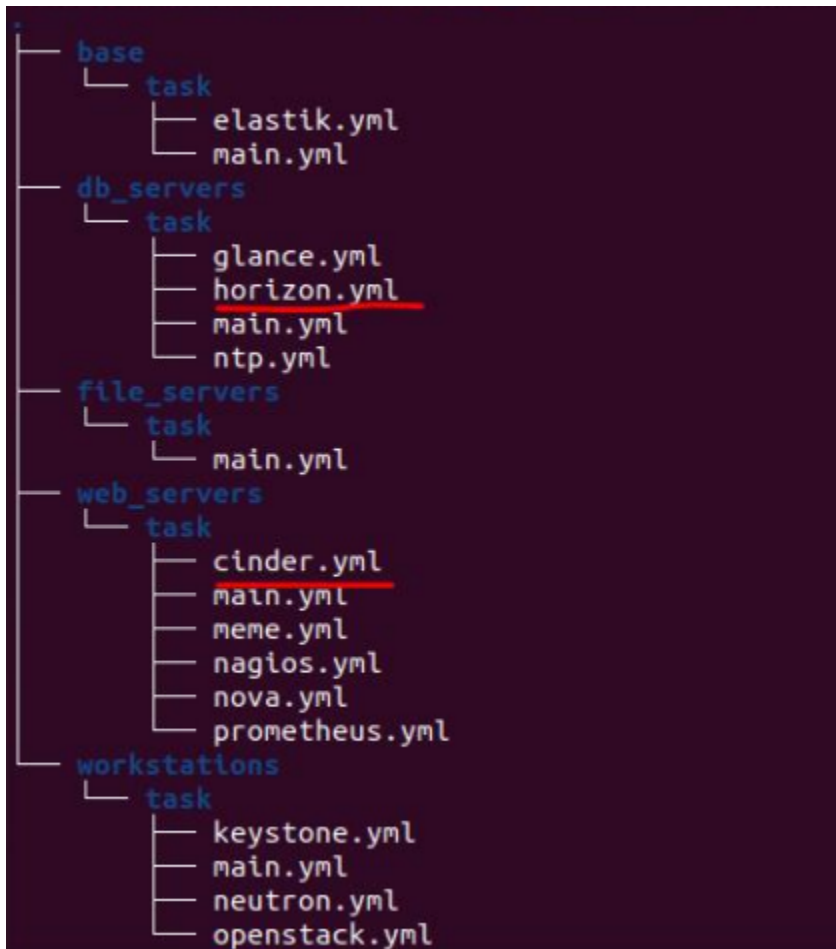 .
├── base
│   └── task
│       ├── elastik.yml
│       └── main.yml
├── db_servers
│   └── task
│       ├── glance.yml
│       ├── horizon.yml
│       ├── main.yml
│       └── ntp.yml
├── file_servers
│   └── task
│       └── main.yml
├── web_servers
│   └── task
│       ├── cinder.yml
│       ├── main.yml
│       ├── meme.yml
│       ├── nagios.yml
│       ├── nova.yml
│       └── prometheus.yml
└── workstations
    └── task
        ├── keystone.yml
        ├── main.yml
        ├── neutron.yml
        └── openstack.yml